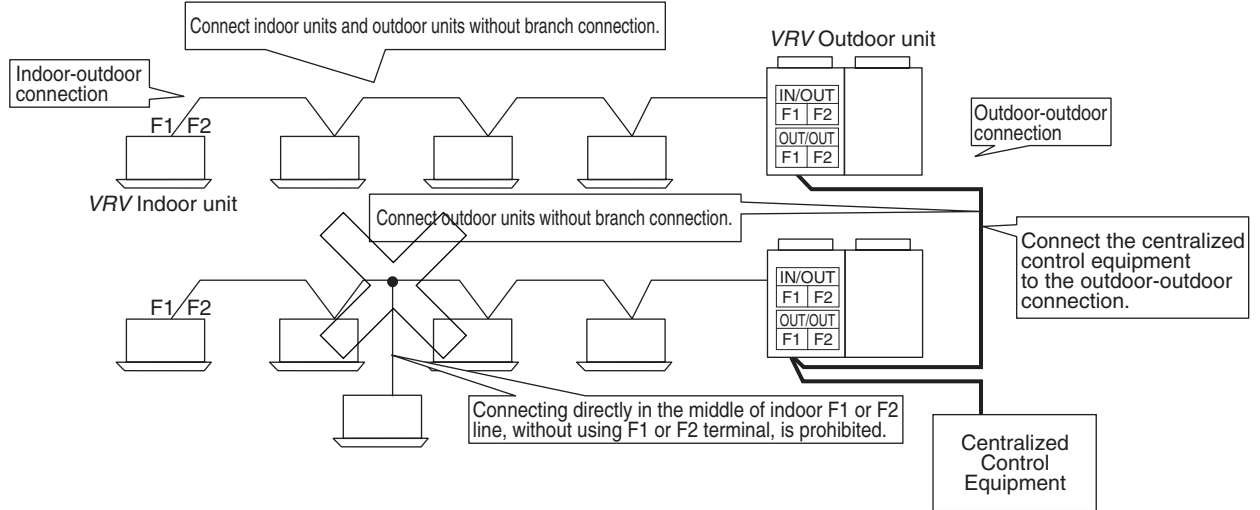 Connect indoor units and outdoor units without branch connection.
VRV Outdoor unit
Indoor-outdoor
connection
F1 F2
IN/OUT
F1 F2
OUT/OUT
F1 F2
Outdoor-outdoor
connection
VRV Indoor unit
Connect outdoor units without branch connection.
Connect the centralized
control equipment
to the outdoor-outdoor
connection.
F1 F2
IN/OUT
F1 F2
OUT/OUT
F1 F2
Connecting directly in the middle of indoor F1 or F2
line, without using F1 or F2 terminal, is prohibited.
Centralized
Control
Equipment